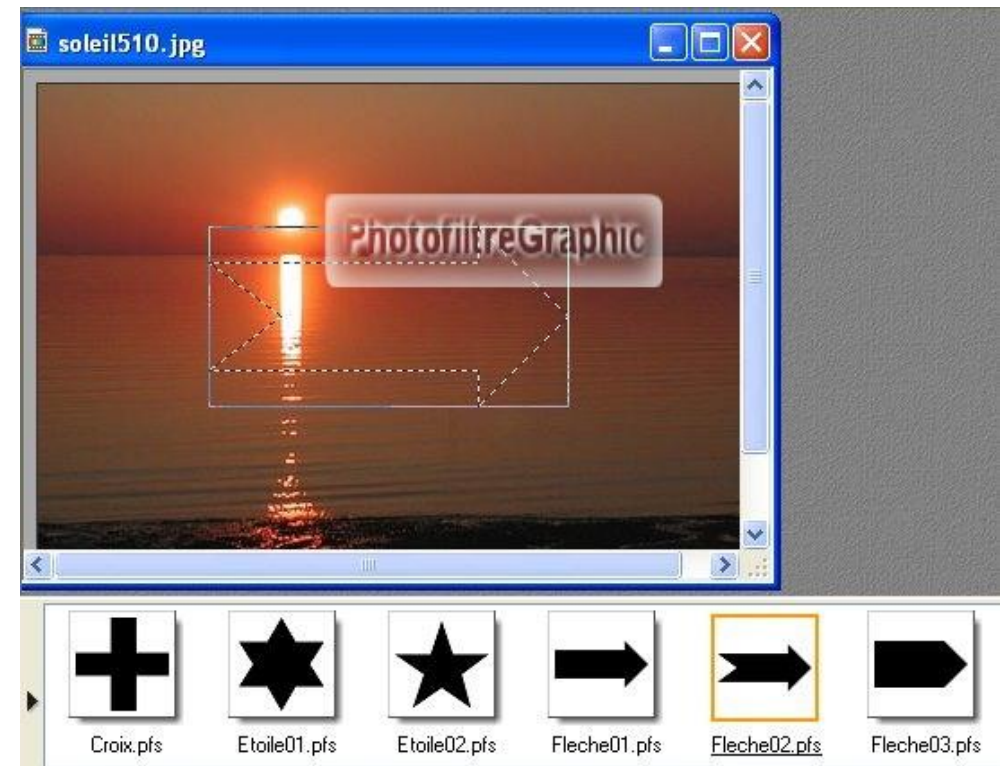 soleil510.jpg
PhotofiltreGraphic
Croix.pfs
Etoile01.pfs
Etoile02.pfs
Fleche01.pfs
Fleche02.pfs
Fleche03.pfs